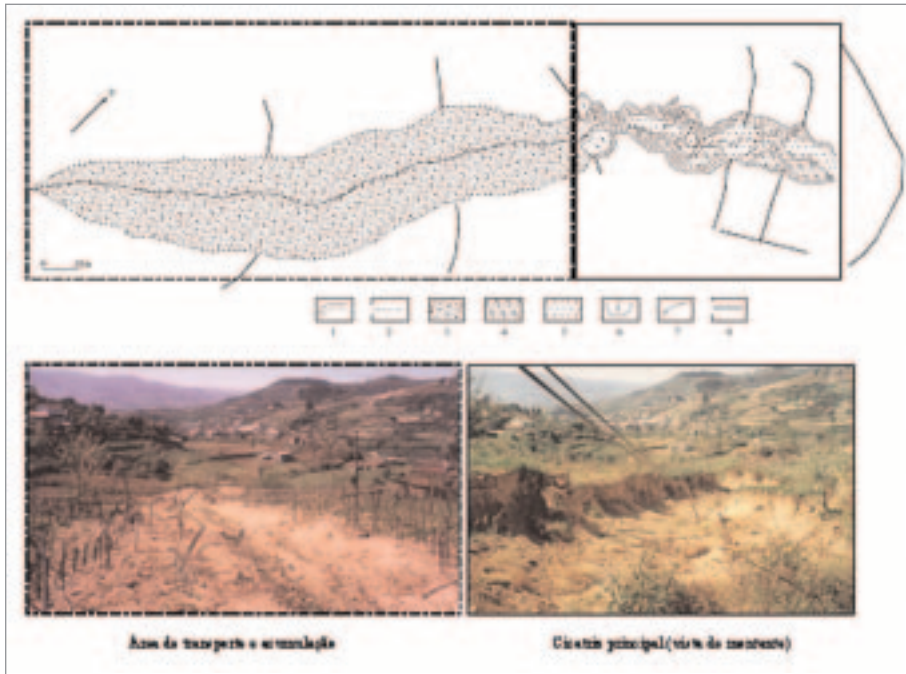 1 2 3 4 5 6 7 8
Área de transporte e acumulação
Cicatriz principal (vista de montante)